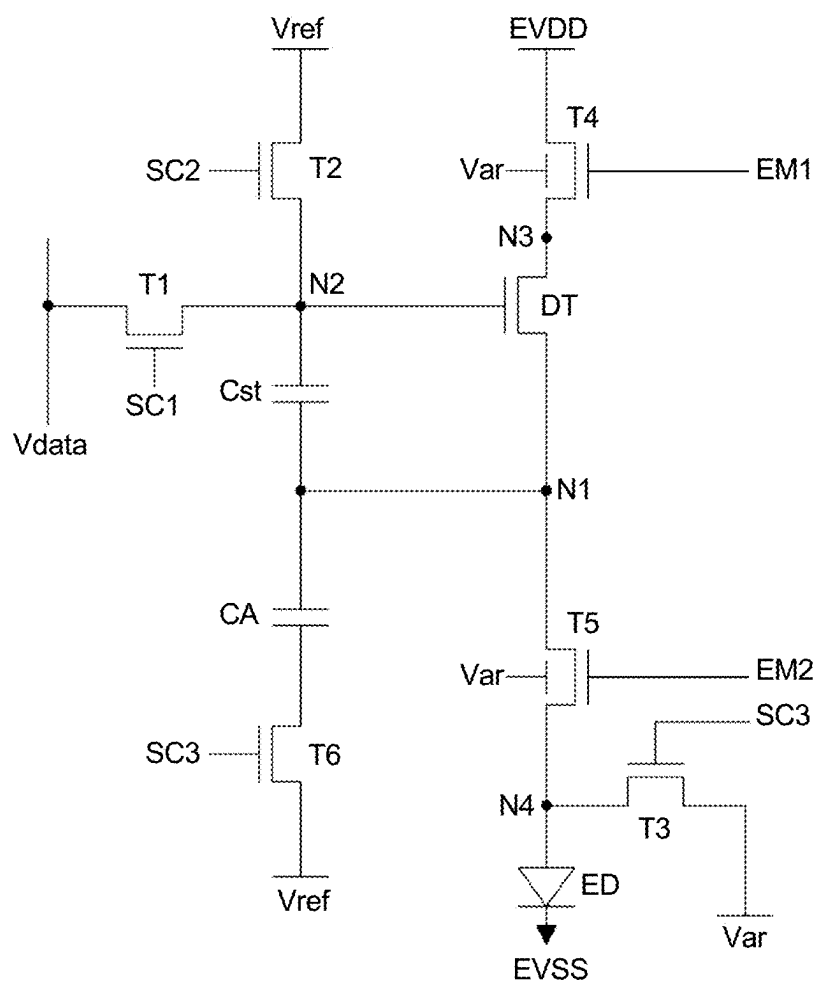 Vref
EVDD
T4
SC2
T2
Var
EM1
N3
T1
N2
DT
Cst
SC1
Vdata
N1
CA
T5
Var
EM2
SC3
SC3
T6
N4
T3
ED
Vref
Var
EVSS